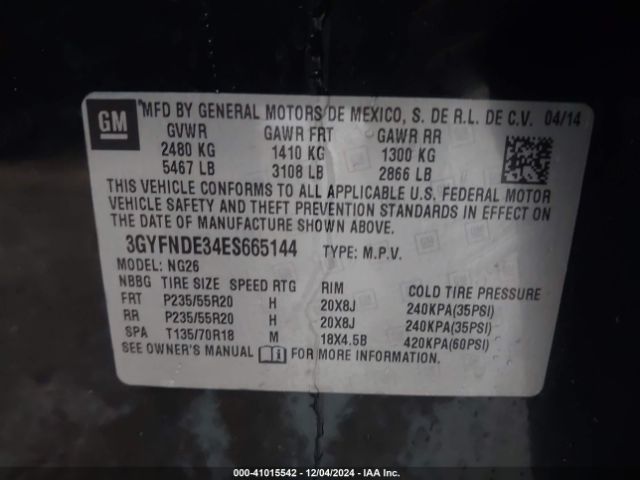 GM
MFD BY GENERAL MOTORS DE MEXICO, S. DE R.L. DE C.V. 04/14
GVWR GAWR FRT GAWR RR
2480 KG 1410 KG 1300 KG
5467 LB 3108 LB 2866 LB
THIS VEHICLE CONFORMS TO ALL APPLICABLE U.S. FEDERAL MOTOR
VEHICLE SAFETY AND THEFT PREVENTION STANDARDS IN EFFECT ON
THE DATE OF MANUFACTURE SHOWN ABOVE.
3GYFNDE34ES665144 TYPE: M.P.V.
MODEL: NG26
NBBG TIRE SIZE SPEED RTG RIM COLD TIRE PRESSURE
FRT P235/55R20 H 20X8J 240KPA(35PSI)
RR P235/55R20 H 20X8J 240KPA(35PSI)
SPA T135/70R18 M 18X4.5B 420KPA(60PSI)
SEE OWNER'S MANUAL FOR MORE INFORMATION.
000-41015542 - 12/04/2024 - IAA Inc.